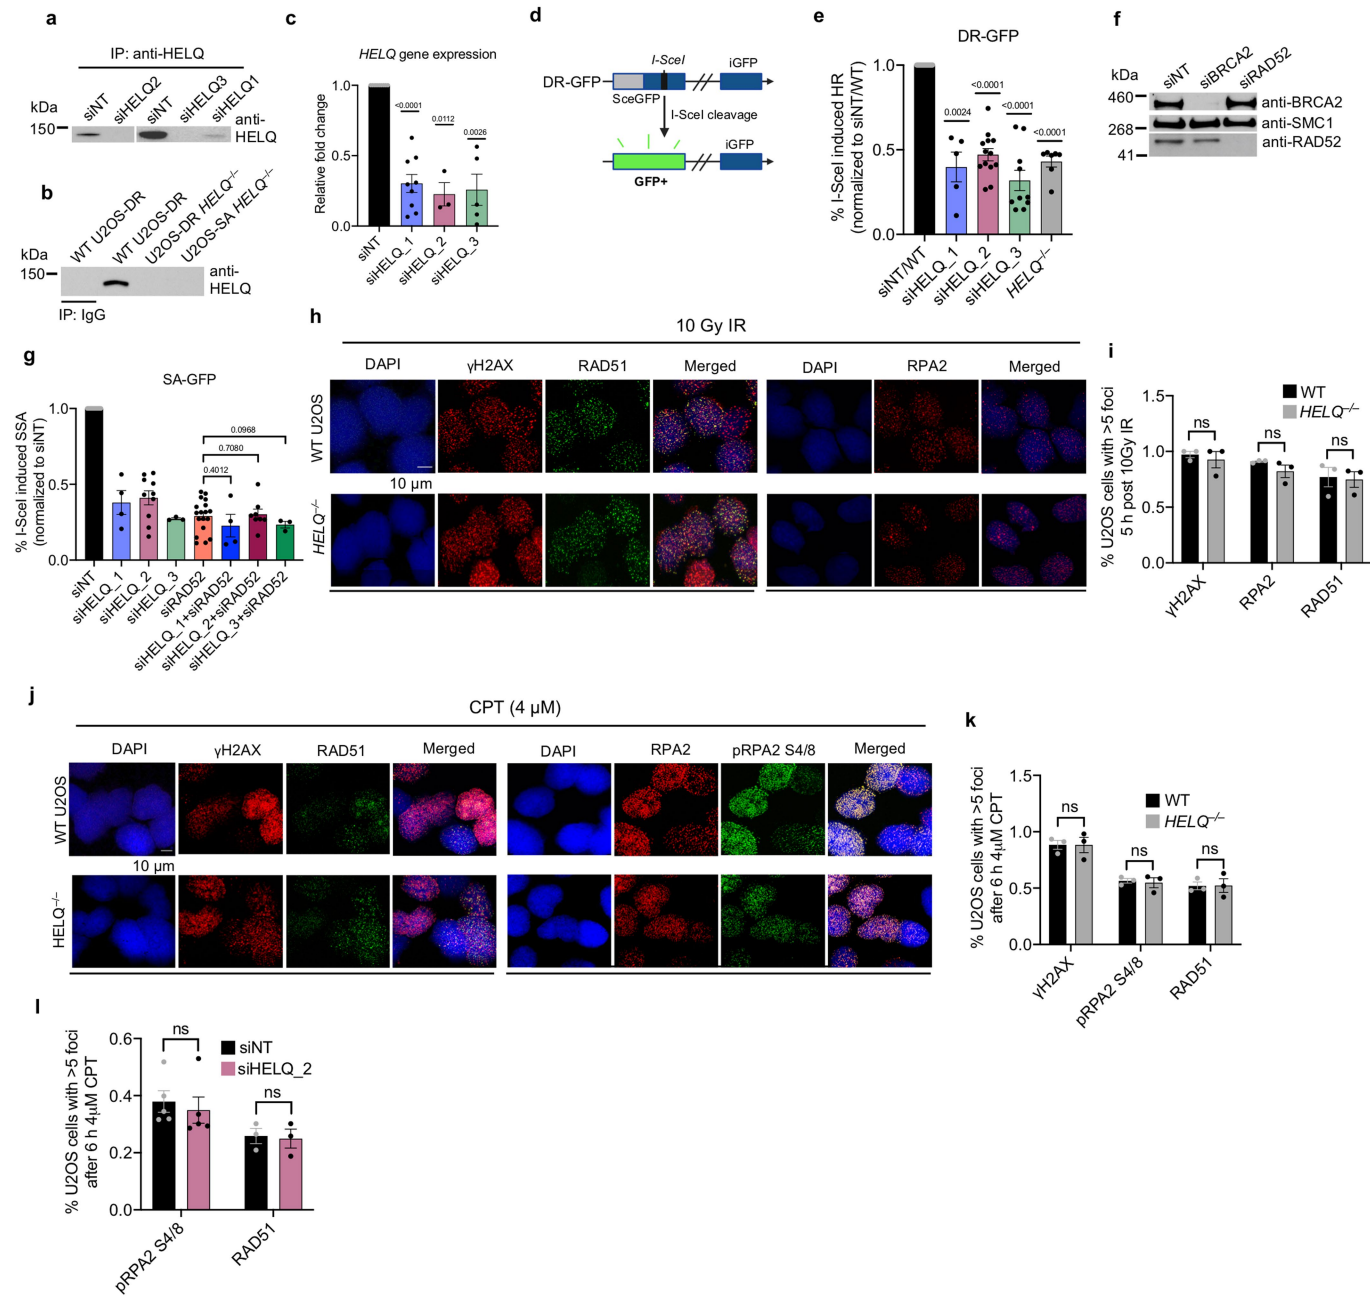 a
IP: anti-HELQ
siNT
siHELQ2
siNT
siHELQ3
siHELQ1
kDa
150
anti-
HELQ
b
WT U2OS-DR
WT U2OS-DR
U2OS-DR HELQ–/–
U2OS-SA HELQ–/–
kDa
150
anti-
HELQ
IP: IgG
c
HELQ gene expression
Relative fold change
1.0
0.5
0.0
<0.0001
0.0112
0.0026
siNT
siHELQ_1
siHELQ_2
siHELQ_3
d
I-SceI
iGFP
DR-GFP
SceGFP
I-SceI cleavage
iGFP
GFP+
e
DR-GFP
% I-SceI induced HR
(normalized to siNT/WT)
1.0
0.5
0.0
0.0024
<0.0001
<0.0001
<0.0001
siNT/WT
siHELQ_1
siHELQ_2
siHELQ_3
HELQ–/–
f
siNT
siBRCA2
siRAD52
kDa
460
268
41
anti-BRCA2
anti-SMC1
anti-RAD52
g
SA-GFP
% I-SceI induced SSA
(normalized to siNT)
1.0
0.5
0.0
0.0968
0.7080
0.4012
siNT
siHELQ_1
siHELQ_2
siHELQ_3
siRAD52
siHELQ_1+siRAD52
siHELQ_2+siRAD52
siHELQ_3+siRAD52
h
10 Gy IR
DAPI
γH2AX
RAD51
Merged
DAPI
RPA2
Merged
WT U2OS
10 µm
HELQ–/–
i
% U2OS cells with >5 foci
5 h post 10Gy IR
1.5
1.0
0.5
0.0
WT
HELQ–/–
ns
ns
ns
γH2AX
RPA2
RAD51
j
CPT (4 µM)
DAPI
γH2AX
RAD51
Merged
DAPI
RPA2
pRPA2 S4/8
Merged
WT U2OS
10 µm
HELQ–/–
k
% U2OS cells with >5 foci
after 6 h 4µM CPT
1.5
1.0
0.5
0.0
WT
HELQ–/–
ns
ns
ns
γH2AX
pRPA2 S4/8
RAD51
l
% U2OS cells with >5 foci
after 6 h 4µM CPT
0.6
0.4
0.2
0.0
siNT
siHELQ_2
ns
ns
pRPA2 S4/8
RAD51